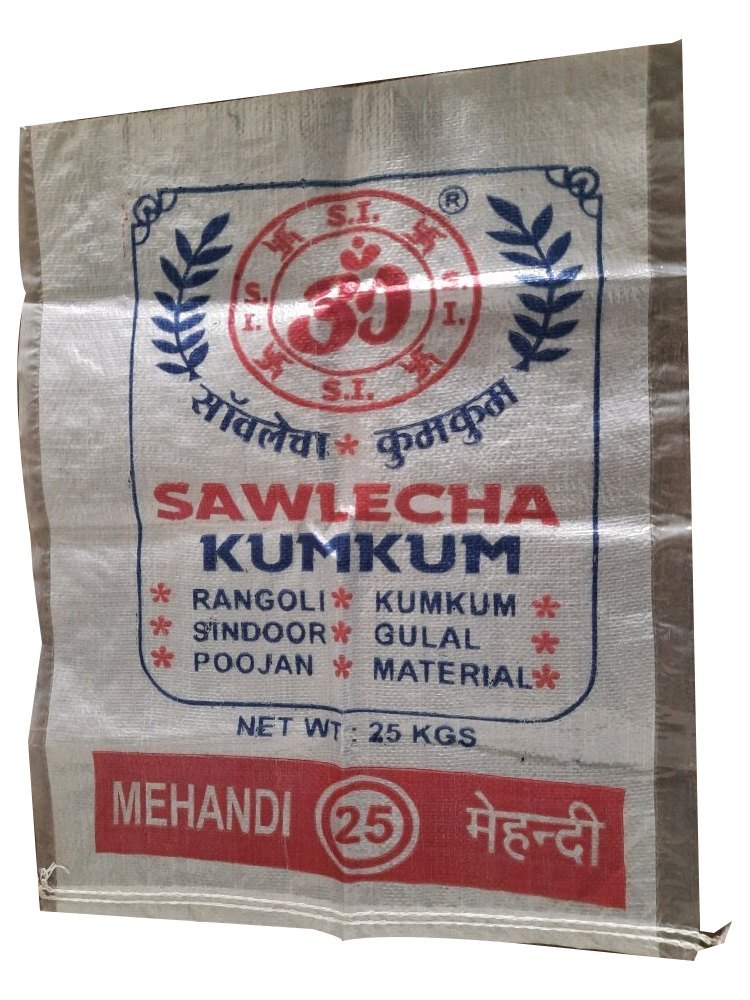 S.I.
®
S. S.
I. I.
ॐ
S.I.
साँवलेचा * कुमकुम
SAWLECHA
KUMKUM
* RANGOLI * KUMKUM *
* SINDOOR * GULAL *
* POOJAN * MATERIAL *
NET WT : 25 KGS
MEHANDI 25 मेहन्दी